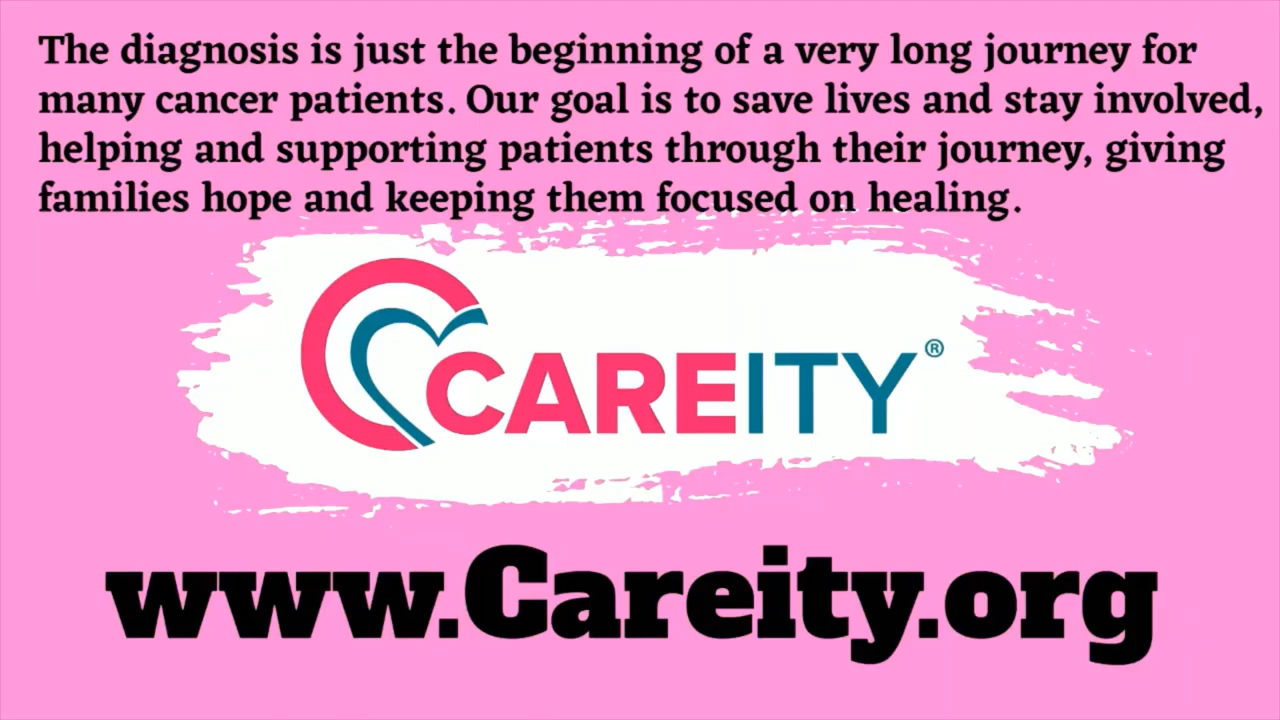 The diagnosis is just the beginning of a very long journey for
many cancer patients. Our goal is to save lives and stay involved,
helping and supporting patients through their journey, giving
families hope and keeping them focused on healing.
CAREITY®
www.Careity.org